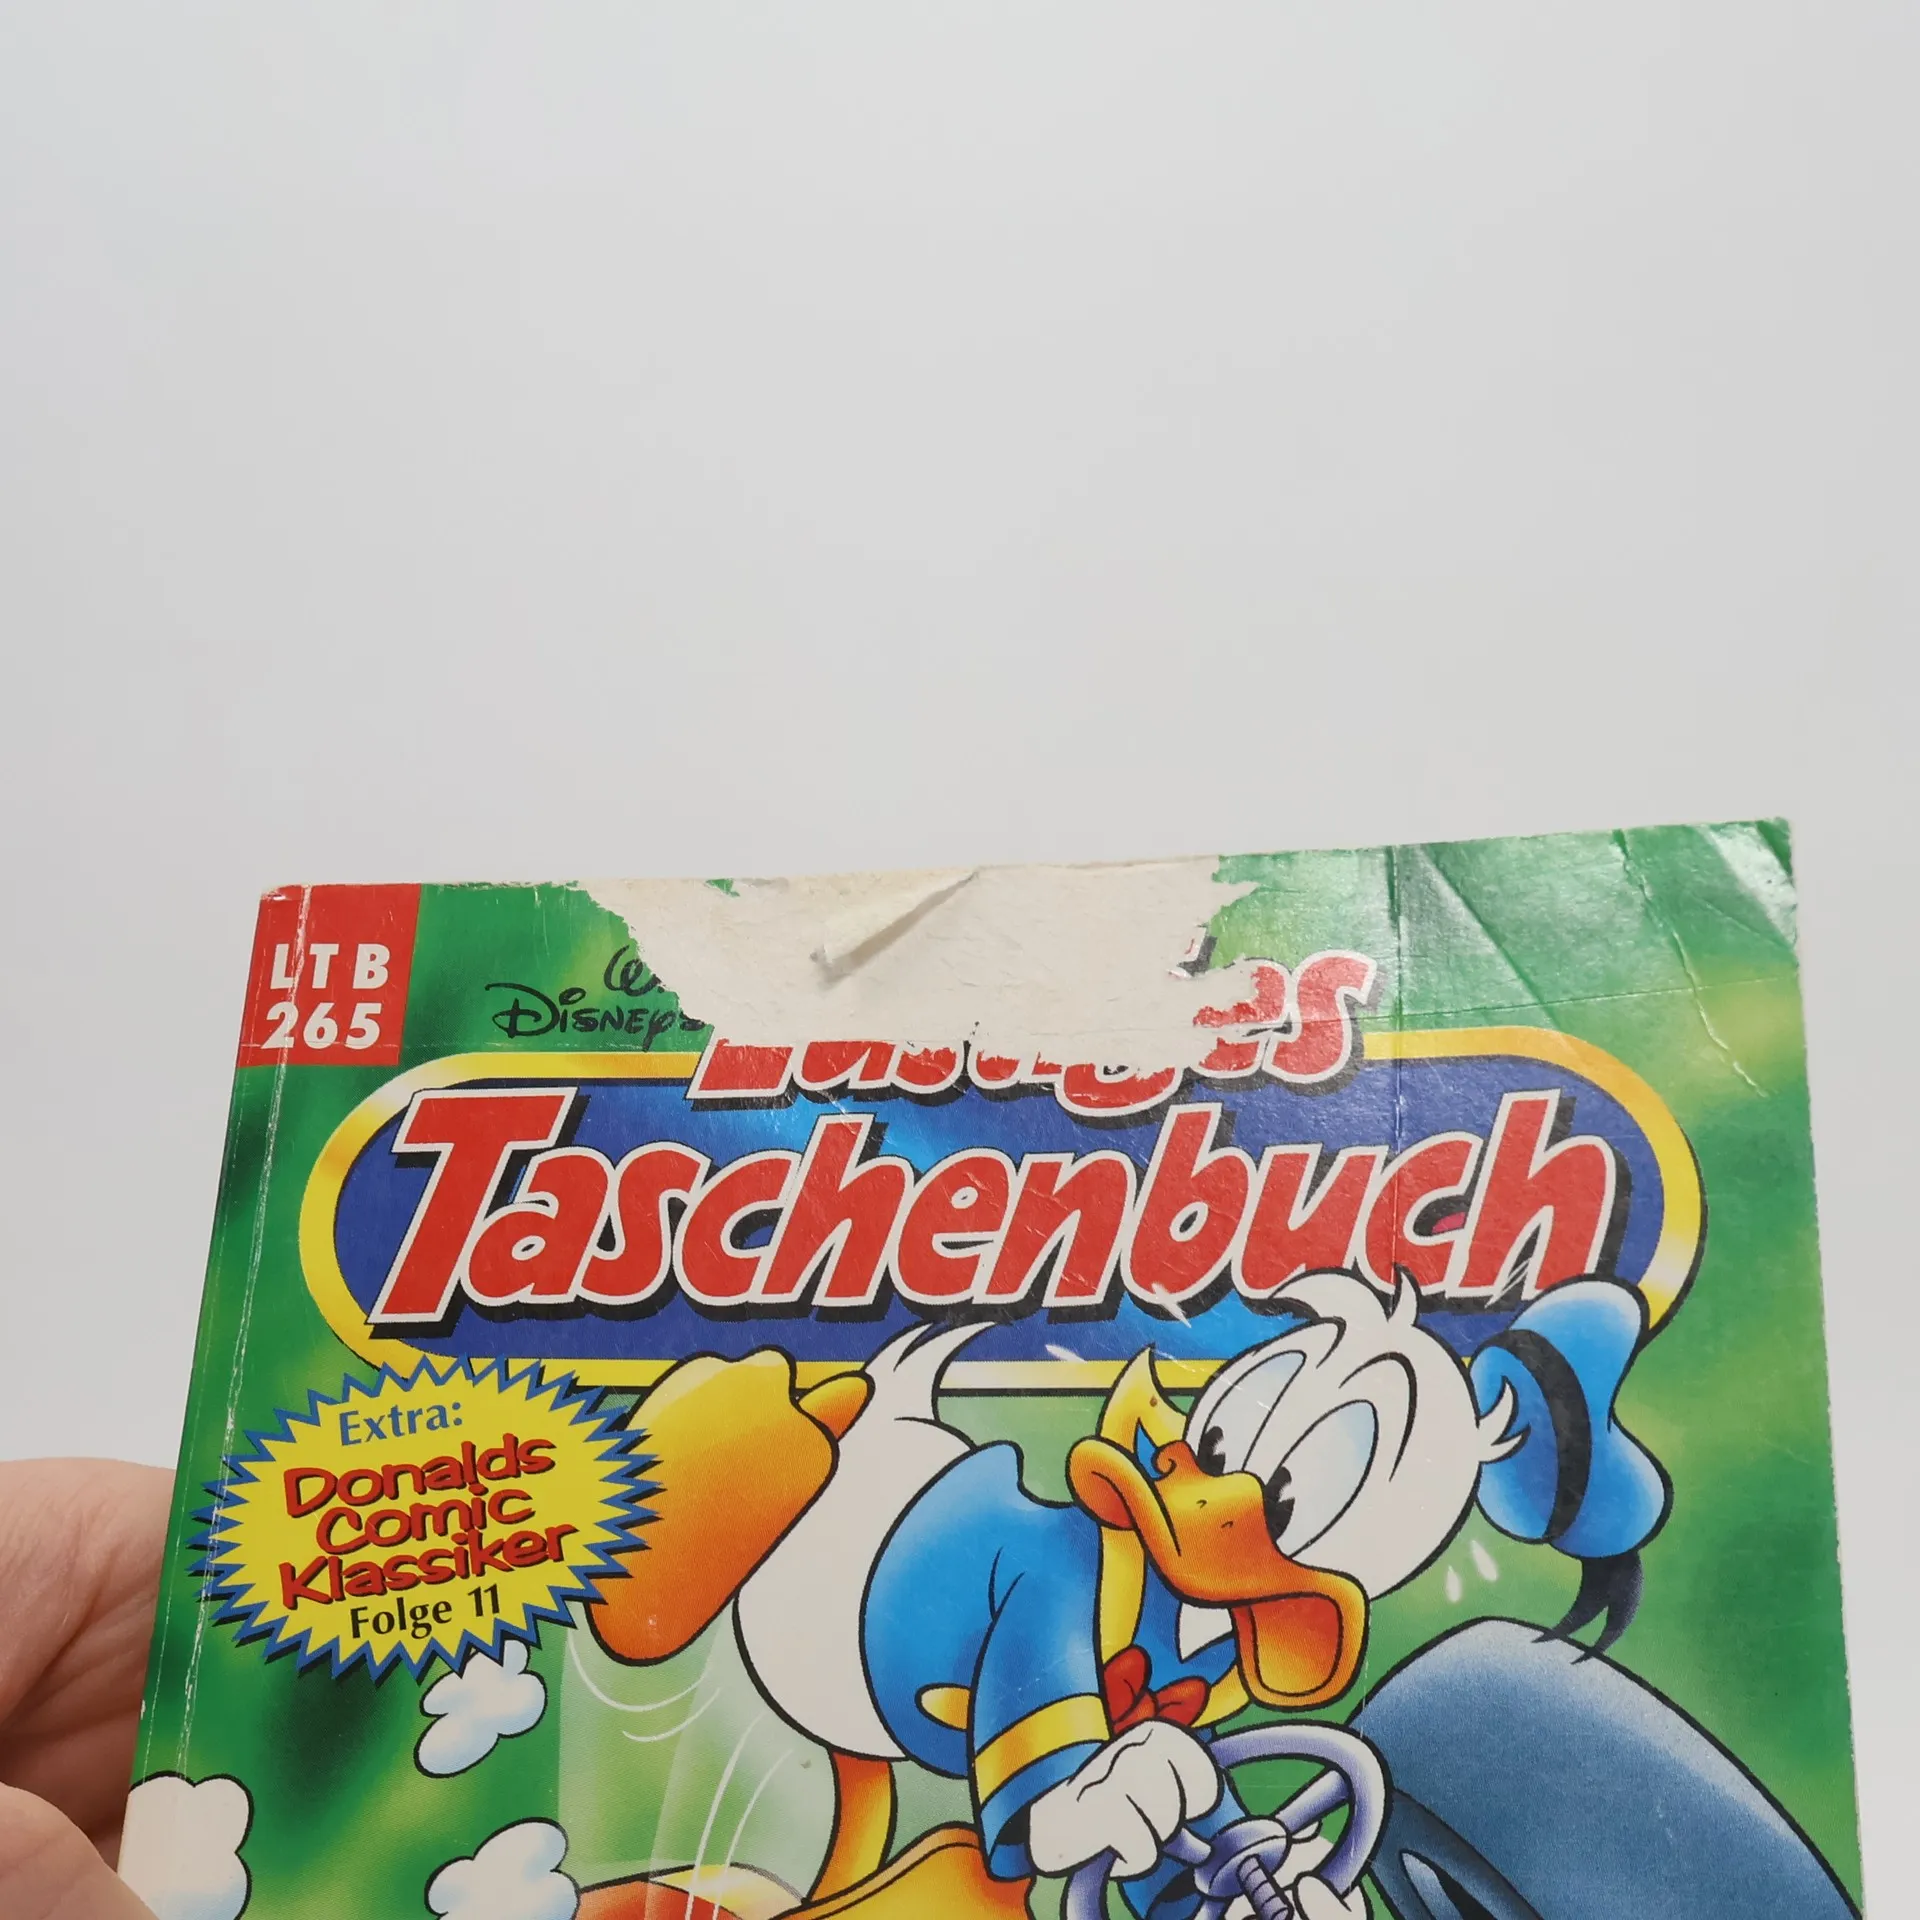 LTB
265
Disney's
Taschenbuch
Extra:
Donalds
Comic
Klassiker
Folge 11